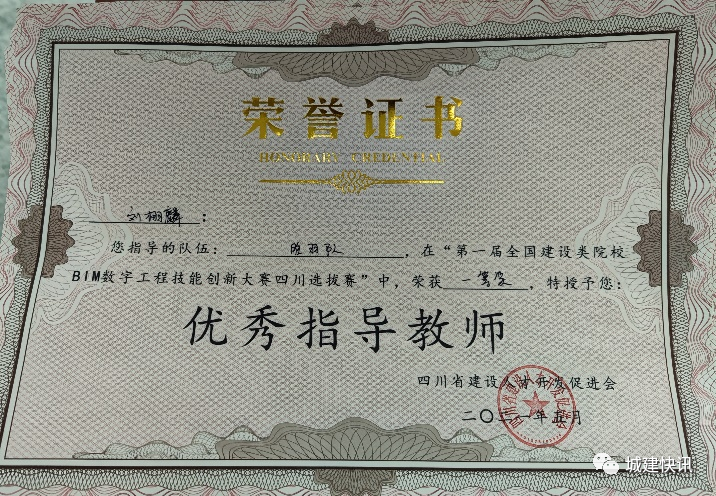 荣誉证书
HONORARY CREDENTIAL
刘栩麟：
您指导的队伍：，在“第一届全国建设类院校
BIM数字工程技能创新大赛四川选拔赛”中，荣获 一等奖 ，特授予您：
优秀指导教师
四川省建设人才开发促进会
二〇二一年五月
城建快讯